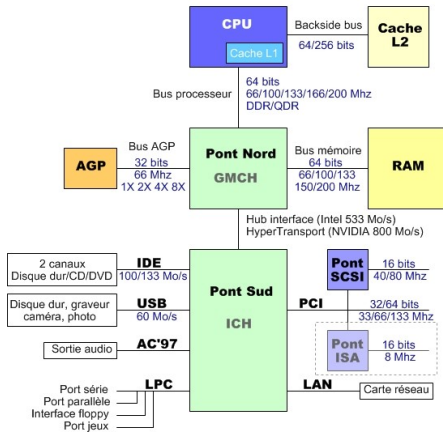 CPU
Cache L1
Backside bus
64/256 bits
Cache
L2
Bus processeur
64 bits
66/100/133/166/200 Mhz
DDR/QDR
AGP
Bus AGP
32 bits
66 Mhz
1X 2X 4X 8X
Pont Nord
GMCH
Bus mémoire
64 bits
66/100/133
150/200 Mhz
RAM
Hub interface (Intel 533 Mo/s)
HyperTransport (NVIDIA 800 Mo/s)
2 canaux
Disque dur/CD/DVD
IDE
100/133 Mo/s
Disque dur, graveur
caméra, photo
USB
60 Mo/s
Sortie audio
AC'97
Port série
Port parallèle
Interface floppy
Port jeux
LPC
Pont Sud
ICH
Pont
SCSI
16 bits
40/80 Mhz
PCI
32/64 bits
33/66/133 Mhz
Pont
ISA
16 bits
8 Mhz
LAN
Carte réseau